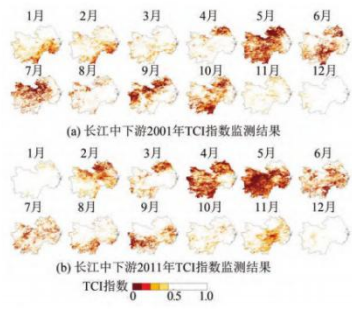 1月 2月 3月 4月 5月 6月
7月 8月 9月 10月 11月 12月
(a) 长江中下游2001年TCI指数监测结果
1月 2月 3月 4月 5月 6月
7月 8月 9月 10月 11月 12月
(b) 长江中下游2011年TCI指数监测结果
TCI指数
0 0.5 1.0